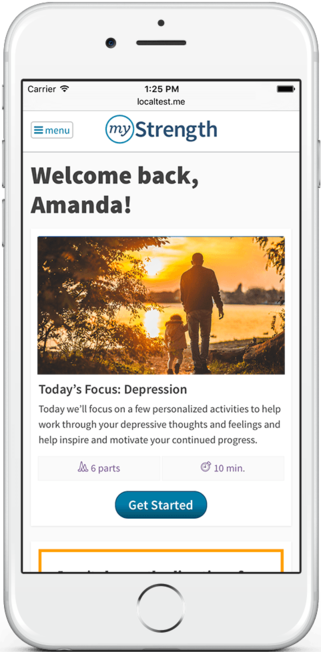 Carrier 1:25 PM
localtest.me
menu my Strength
Welcome back,
Amanda!
Today's Focus: Depression
Today we'll focus on a few personalized activities to help
work through your depressive thoughts and feelings and
help inspire and motivate your continued progress.
6 parts 10 min.
Get Started